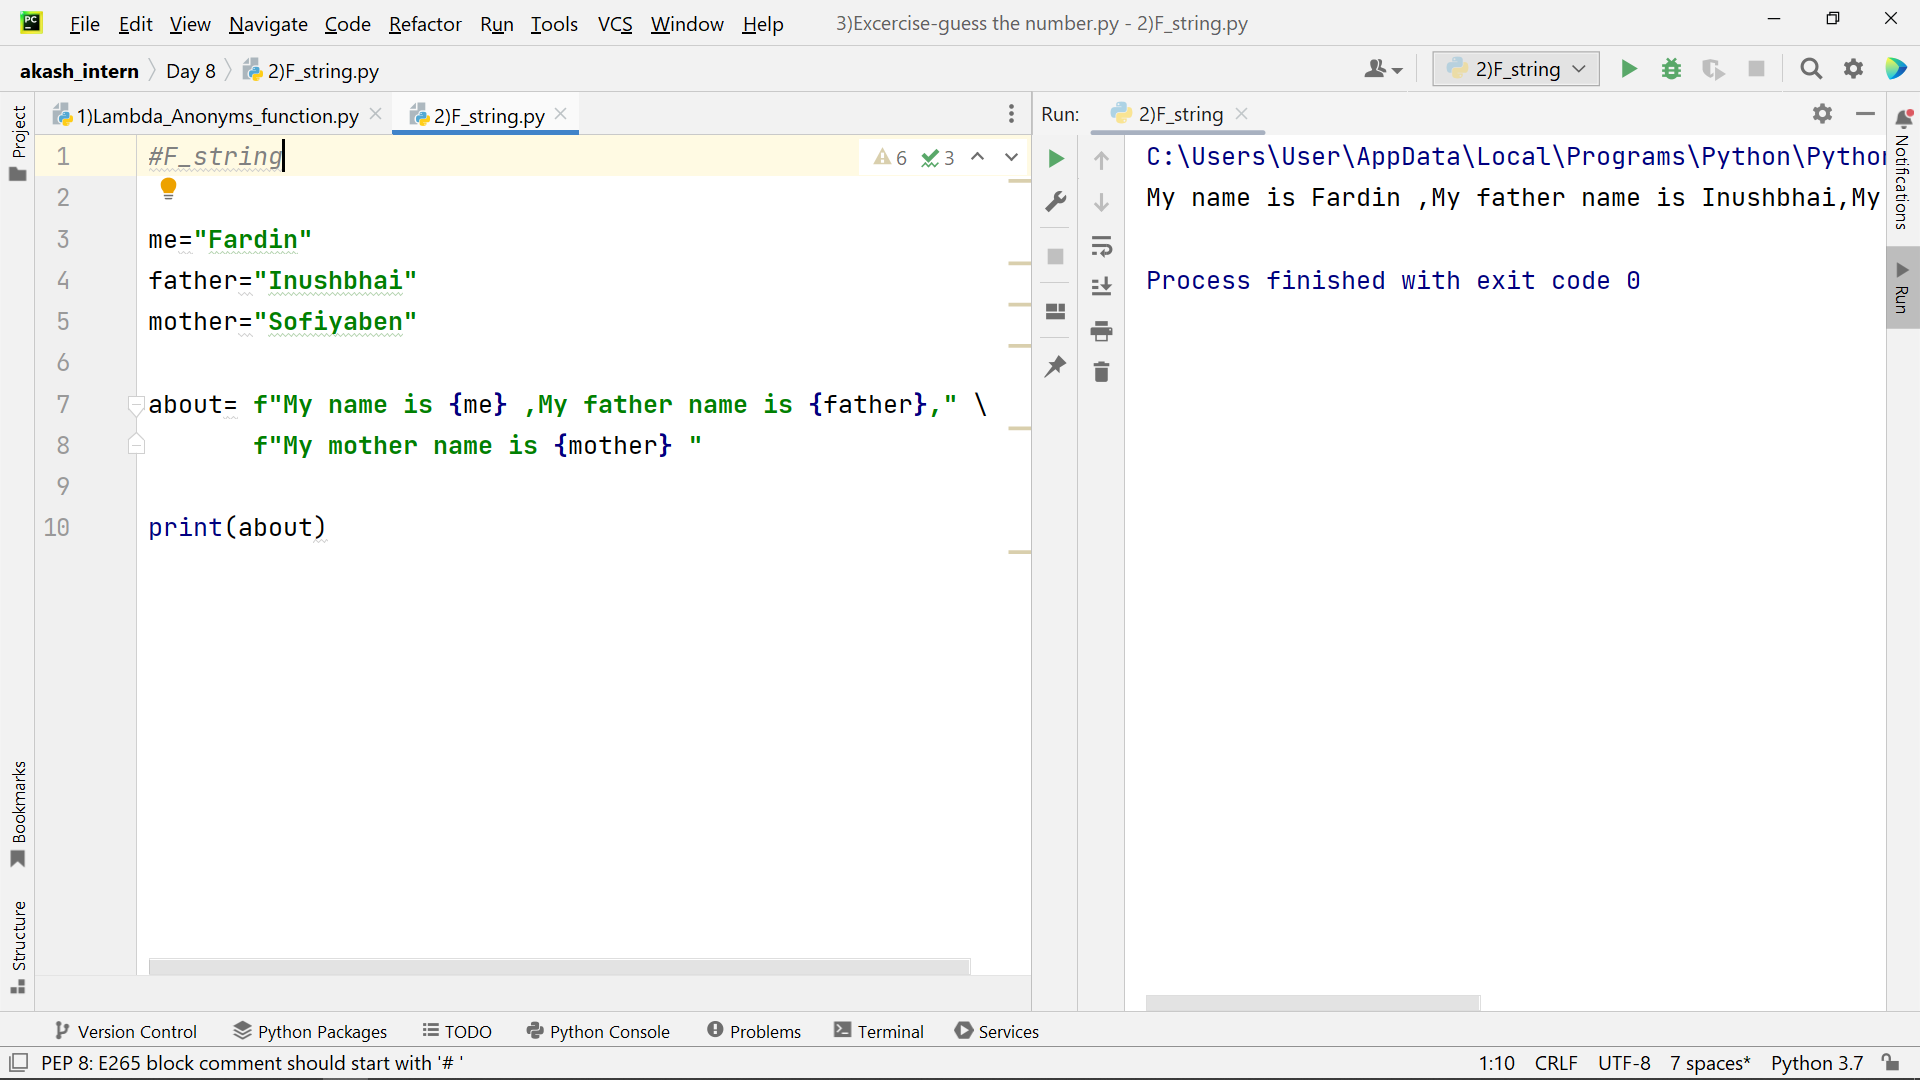 PC
File Edit View Navigate Code Refactor Run Tools VCS Window Help 3)Excercise-guess the number.py - 2)F_string.py
akash_intern Day 8 2)F_string.py 2)F_string
Project
1)Lambda_Anonyms_function.py 2)F_string.py Run: 2)F_string
1 #F_string 6 3
2
3 me="Fardin"
4 father="Inushbhai"
5 mother="Sofiyaben"
6
7 about= f"My name is {me} ,My father name is {father}," \
8 f"My mother name is {mother} "
9
10 print(about)
C:\Users\User\AppData\Local\Programs\Python\Pytho
My name is Fardin ,My father name is Inushbhai,My
Process finished with exit code 0
Notifications
Run
Bookmarks
Structure
Version Control Python Packages TODO Python Console Problems Terminal Services
PEP 8: E265 block comment should start with '# ' 1:10 CRLF UTF-8 7 spaces* Python 3.7